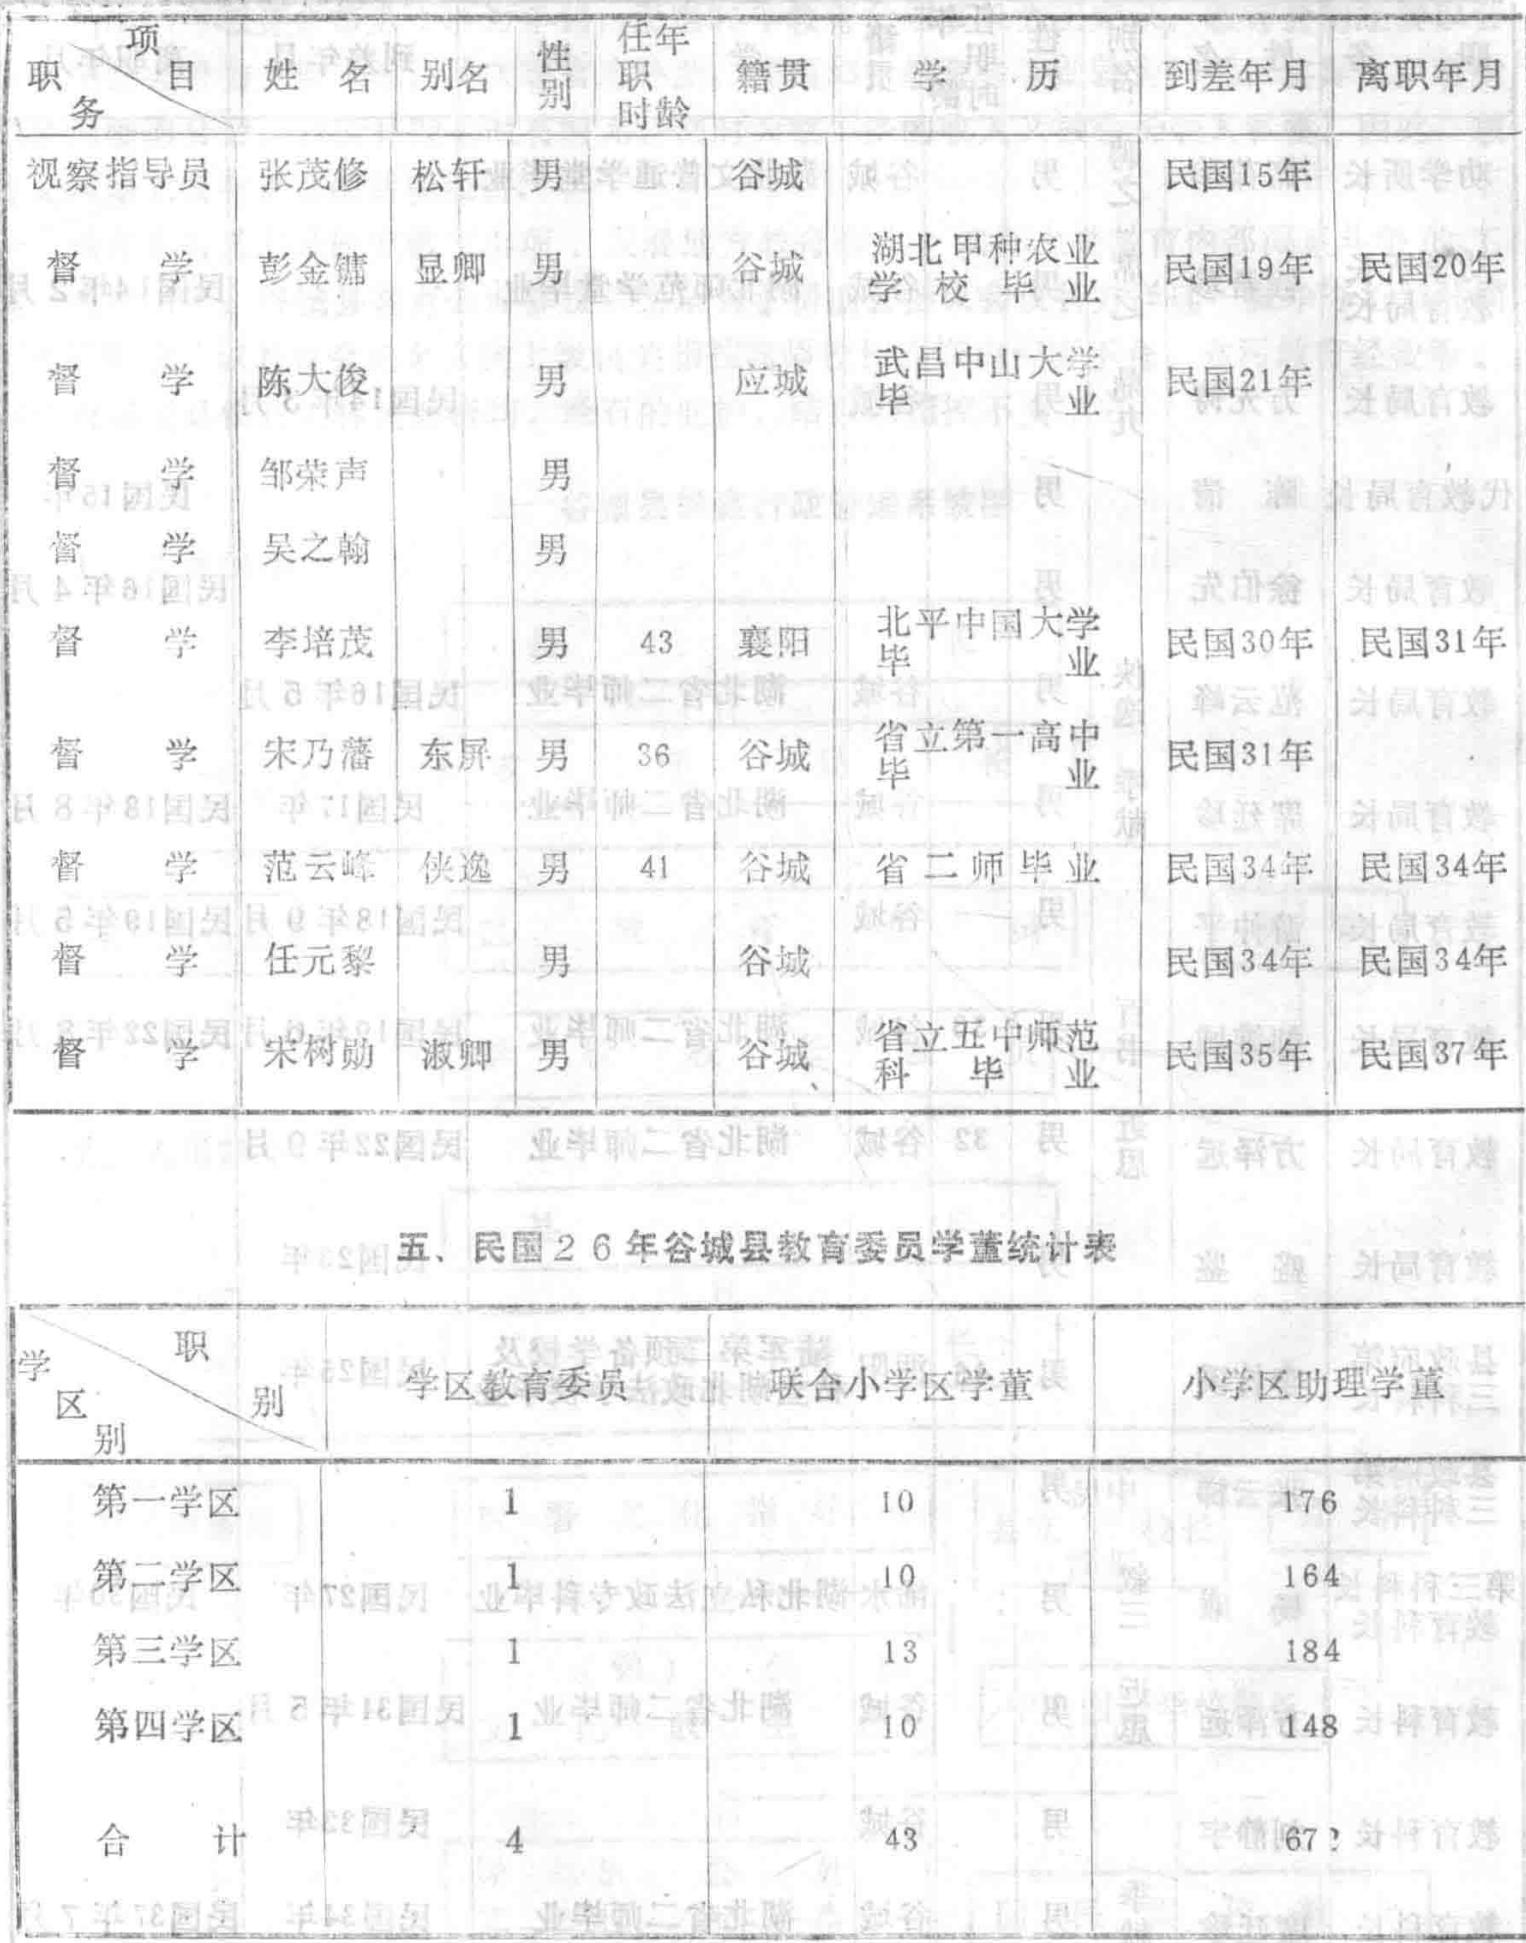 项目 职务 姓名 别名 性别 任职时年龄 籍贯 学历 到差年月 离职年月
视察指导员 张茂修 松轩 男 谷城 民国15年
督学 彭金镛 显卿 男 谷城 湖北甲种农业学校毕业 民国19年 民国20年
督学 陈大俊 男 应城 武昌中山大学毕业 民国21年
督学 邹荣声 男
督学 吴之翰 男
督学 李培茂 男 43 襄阳 北平中国大学毕业 民国30年 民国31年
督学 宋乃藩 东屏 男 36 谷城 省立第一高中毕业 民国31年
督学 范云峰 侠逸 男 41 谷城 省二师毕业 民国34年 民国34年
督学 任元黎 男 谷城 民国34年 民国34年
督学 宋树勋 淑卿 男 谷城 省立五中师范科毕业 民国35年 民国37年
五、民国26年谷城县教育委员学董统计表
职别 学区别 学区教育委员 联合小学区学董 小学区助理学董
第一学区 1 10 176
第二学区 1 10 164
第三学区 1 13 184
第四学区 1 10 148
合计 4 43 672